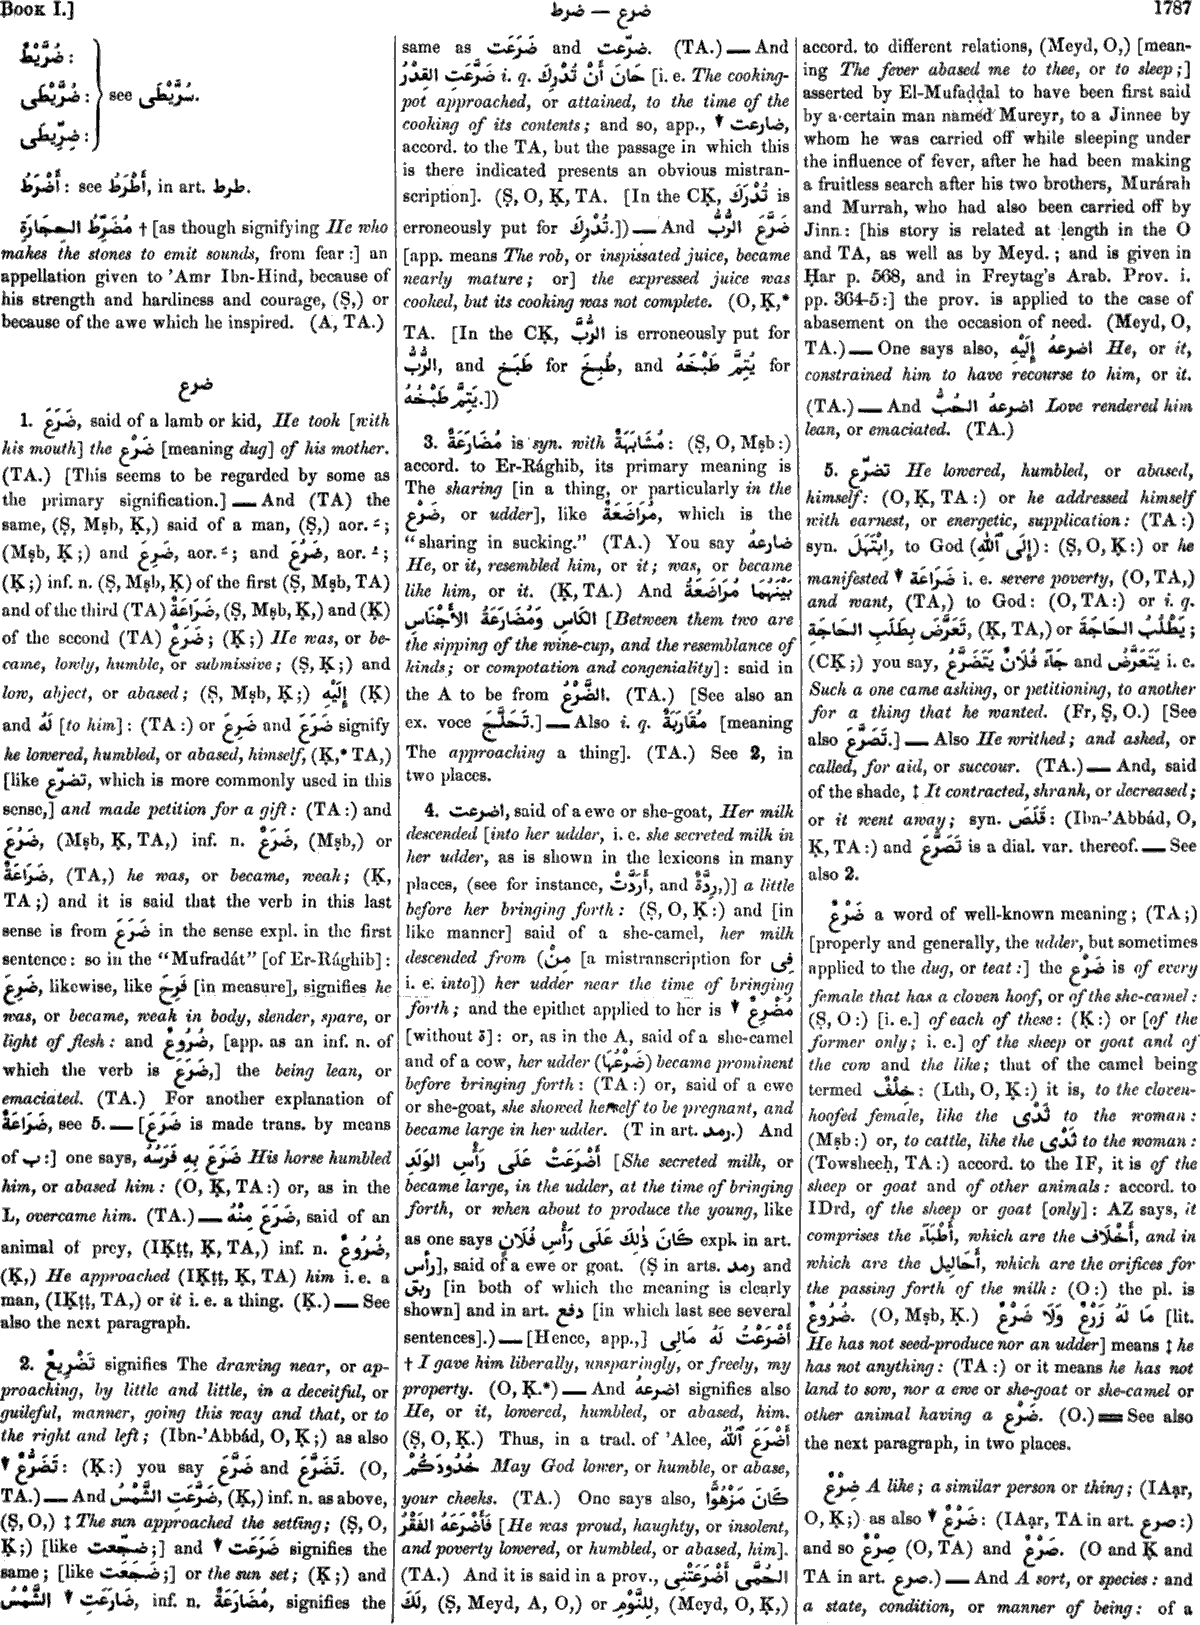 BOOK I.]
ضرع — ضرط
1787
ضُرَّيْطٌ :
ضُرَّيْطَى :
ضِرِّيطَى :
see سُرَّيْطَى.
أَضْرَطُ : see أَطْرَطُ, in art. طرط.
مُضَرِّطُ الحِجَارَةِ † [as though signifying He who
makes the stones to emit sounds, from fear :] an
appellation given to 'Amr Ibn-Hind, because of
his strength and hardiness and courage, (Ṣ,) or
because of the awe which he inspired. (A, TA.)
ضرع
1. ضَرَعَ, said of a lamb or kid, He took [with
his mouth] the ضَرْع [meaning dug] of his mother.
(TA.) [This seems to be regarded by some as
the primary signification.] — And (TA) the
same, (Ṣ, Mṣb, Ḳ,) said of a man, (Ṣ,) aor. ـَ ;
(Mṣb, Ḳ ;) and ضَرِعَ, aor. ـَ ; and ضَرُعَ, aor. ـُ ;
(Ḳ ;) inf. n. (Ṣ, Mṣb, Ḳ) of the first (Ṣ, Mṣb, TA)
and of the third (TA) ضَرَاعَةٌ, (Ṣ, Mṣb, Ḳ,) and (Ḳ)
of the second (TA) ضَرَعٌ ; (Ḳ ;) He was, or be-
came, lowly, humble, or submissive ; (Ṣ, Ḳ ;) and
low, abject, or abased ; (Ṣ, Mṣb, Ḳ ;) إِلَيْهِ (Ḳ)
and لَهُ [to him] : (TA :) or ضَرِعَ and ضَرَعَ signify
he lowered, humbled, or abased, himself, (Ḳ,* TA,)
[like تضرّع, which is more commonly used in this
sense,] and made petition for a gift : (TA :) and
ضَرُعَ, (Mṣb, Ḳ, TA,) inf. n. ضَرَعٌ, (Mṣb,) or
ضَرَاعَةٌ, (TA,) he was, or became, weak ; (Ḳ,
TA ;) and it is said that the verb in this last
sense is from ضَرَعَ in the sense expl. in the first
sentence : so in the "Mufradát" [of Er-Rághib] :
ضَرِعَ, likewise, like فَرِحَ [in measure], signifies he
was, or became, weak in body, slender, spare, or
light of flesh : and ضُرُوعٌ, [app. as an inf. n. of
which the verb is ضَرَعَ,] the being lean, or
emaciated. (TA.) For another explanation of
ضَرَاعَةٌ, see 5. — [ضَرَعَ is made trans. by means
of بِ :] one says, ضَرَعَ بِهِ فَرَسُهُ His horse humbled
him, or abased him : (O, Ḳ, TA :) or, as in the
L, overcame him. (TA.) — ضَرَعَ مِنْهُ, said of an
animal of prey, (IḲṭṭ, Ḳ, TA,) inf. n. ضُرُوعٌ,
(Ḳ,) He approached (IḲṭṭ, Ḳ, TA) him i. e. a
man, (IḲṭṭ, TA,) or it i. e. a thing. (Ḳ.) — See
also the next paragraph.
2. تَضْرِيعٌ signifies The drawing near, or ap-
proaching, by little and little, in a deceitful, or
guileful, manner, going this way and that, or to
the right and left ; (Ibn-'Abbád, O, Ḳ ;) as also
▼ تَضَرُّعٌ : (Ḳ :) you say ضَرَّعَ and تَضَرَّعَ. (O,
TA.) — And ضَرَّعَتِ الشَّمْسُ, (Ḳ,) inf. n. as above,
(Ṣ, O,) ‡ The sun approached the setting ; (Ṣ, O,
Ḳ ;) [like ضجّعت ;] and ▼ ضَرَعَت signifies the
same ; [like ضَجَعَت ;] or the sun set ; (Ḳ ;) and
ضَارَعَتِ ▼ الشَّمْسُ, inf. n. مُضَارَعَةٌ, signifies the
same as ضَرَعَت and ضرّعت. (TA.) — And
ضَرَّعَتِ القِدْرُ i. q. حَانَ أَنْ تُدْرِكَ [i. e. The cooking-
pot approached, or attained, to the time of the
cooking of its contents ; and so, app., ▼ ضارعت,
accord. to the TA, but the passage in which this
is there indicated presents an obvious mistran-
scription]. (Ṣ, O, Ḳ, TA. [In the CḲ, تُدْرَكَ is
erroneously put for تُدْرِكَ.]) — And ضَرَّعَ الرُّبُّ
[app. means The rob, or inspissated juice, became
nearly mature ; or] the expressed juice was
cooked, but its cooking was not complete. (O, Ḳ,*
TA. [In the CḲ, الرُّبَّ is erroneously put for
الرُّبُّ, and طَبَخَ for طُبِخَ, and يُتِمَّ طَبْخَهُ for
يَتِمَّ طَبْخُهُ.])
3. مُضَارَعَةٌ is syn. with مُشَابَهَةٌ : (Ṣ, O, Mṣb :)
accord. to Er-Rághib, its primary meaning is
The sharing [in a thing, or particularly in the
ضَرْع, or udder], like مُرَاضَعَةٌ, which is the
"sharing in sucking." (TA.) You say ضارعهُ
He, or it, resembled him, or it ; was, or became
like him, or it. (Ḳ, TA.) And بَيْنَهُمَا مُرَاضَعَةُ
الكَاسِ وَمُضَارَعَةُ الأَجْنَاسِ [Between them two are
the sipping of the wine-cup, and the resemblance of
kinds ; or compotation and congeniality] : said in
the A to be from الضَّرْعُ. (TA.) [See also an
ex. voce تَخَلَّجَ.] — Also i. q. مُقَارَبَةٌ [meaning
The approaching a thing]. (TA.) See 2, in
two places.
4. اضرعت, said of a ewe or she-goat, Her milk
descended [into her udder, i. e. she secreted milk in
her udder, as is shown in the lexicons in many
places, (see for instance, أَرَدَّتْ, and رِدَّةٌ,)] a little
before her bringing forth : (Ṣ, O, Ḳ :) and [in
like manner] said of a she-camel, her milk
descended from (مِنْ [a mistranscription for فِى
i. e. into]) her udder near the time of bringing
forth ; and the epithet applied to her is ▼ مُضْرِعٌ
[without ة] : or, as in the A, said of a she-camel
and of a cow, her udder (ضَرْعُهَا) became prominent
before bringing forth : (TA :) or, said of a ewe
or she-goat, she showed herself to be pregnant, and
became large in her udder. (T in art. رمد.) And
أَضْرَعَتْ عَلَى رَأْسِ الوَلَدِ [She secreted milk, or
became large, in the udder, at the time of bringing
forth, or when about to produce the young, like
as one says كَانَ ذٰلِكَ عَلَى رَأْسِ فُلَانٍ expl. in art.
رأس], said of a ewe or goat. (Ṣ in arts. رمد and
ربق [in both of which the meaning is clearly
shown] and in art. دفع [in which last see several
sentences].) — [Hence, app.,] أَضْرَعْتُ لَهُ مَالِى
† I gave him liberally, unsparingly, or freely, my
property. (O, Ḳ.*) — And اضرعهُ signifies also
He, or it, lowered, humbled, or abased, him.
(Ṣ, O, Ḳ.) Thus, in a trad. of 'Alee, أَضْرَعَ ٱللّٰهُ
خُدُودَكُمْ May God lower, or humble, or abase,
your cheeks. (TA.) One says also, كَانَ مَزْهُوًّا
فَأَضْرَعَهُ الفَقْرُ [He was proud, haughty, or insolent,
and poverty lowered, or humbled, or abased, him].
(TA.) And it is said in a prov., الحُمَّى أَضْرَعَتْنِى
لَكَ, (Ṣ, Meyd, A, O,) or لِلنَّوْمِ, (Meyd, O, Ḳ,)
accord. to different relations, (Meyd, O,) [mean-
ing The fever abased me to thee, or to sleep ;]
asserted by El-Mufaḍḍal to have been first said
by a certain man named Mureyr, to a Jinnee by
whom he was carried off while sleeping under
the influence of fever, after he had been making
a fruitless search after his two brothers, Murárah
and Murrah, who had also been carried off by
Jinn : [his story is related at length in the O
and TA, as well as by Meyd. ; and is given in
Ḥar p. 568, and in Freytag's Arab. Prov. i.
pp. 364-5 :] the prov. is applied to the case of
abasement on the occasion of need. (Meyd, O,
TA.) — One says also, اضرعهُ إِلَيْهِ He, or it,
constrained him to have recourse to him, or it.
(TA.) — And اضرعهُ الحُبُّ Love rendered him
lean, or emaciated. (TA.)
5. تضرّع He lowered, humbled, or abased,
himself : (O, Ḳ, TA :) or he addressed himself
with earnest, or energetic, supplication : (TA :)
syn. اِبْتَهَلَ, to God (إِلَى ٱللّٰهِ) : (Ṣ, O, Ḳ :) or he
manifested ▼ ضَرَاعَة i. e. severe poverty, (O, TA,)
and want, (TA,) to God : (O, TA :) or i. q.
تَعَرَّضَ بِطَلَبِ الحَاجَةِ, (Ḳ, TA,) or يَطْلُبُ الحَاجَةَ ;
(CḲ ;) you say, جَآءَ فُلَانٌ يَتَضَرَّعُ and يَتَعَرَّضُ i. e.
Such a one came asking, or petitioning, to another
for a thing that he wanted. (Fr, Ṣ, O.) [See
also تَصَرَّعَ.] — Also He writhed ; and asked, or
called, for aid, or succour. (TA.) — And, said
of the shade, ‡ It contracted, shrank, or decreased ;
or it went away ; syn. قَلَصَ : (Ibn-'Abbád, O,
Ḳ, TA :) and تَصَرَّعَ is a dial. var. thereof. — See
also 2.
ضَرْعٌ a word of well-known meaning ; (TA ;)
[properly and generally, the udder, but sometimes
applied to the dug, or teat :] the ضَرْع is of every
female that has a cloven hoof, or of the she-camel :
(Ṣ, O :) [i. e.] of each of these : (Ḳ :) or [of the
former only ; i. e.] of the sheep or goat and of
the cow and the like ; that of the camel being
termed خِلْفٌ : (Lth, O, Ḳ :) it is, to the cloven-
hoofed female, like the ثَدْى to the woman :
(Mṣb :) or, to cattle, like the ثَدْى to the woman :
(Towsheeḥ, TA :) accord. to the IF, it is of the
sheep or goat and of other animals : accord. to
IDrd, of the sheep or goat [only] : AZ says, it
comprises the أَطْبَآء, which are the أَخْلَاف, and in
which are the أَحَالِيل, which are the orifices for
the passing forth of the milk : (O :) the pl. is
ضُرُوعٌ. (O, Mṣb, Ḳ.) مَا لَهُ زَرْعٌ وَلَا ضَرْعٌ [lit.
He has not seed-produce nor an udder] means ‡ he
has not anything : (TA :) or it means he has not
land to sow, nor a ewe or she-goat or she-camel or
other animal having a ضَرْع. (O.) ═ See also
the next paragraph, in two places.
ضِرْعٌ A like ; a similar person or thing ; (IAạr,
O, Ḳ ;) as also ▼ ضَرْعٌ : (IAạr, TA in art. صرع :)
and so صِرْعٌ (O, TA) and صَرْعٌ. (O and Ḳ and
TA in art. صرع.) — And A sort, or species : and
a state, condition, or manner of being : of a